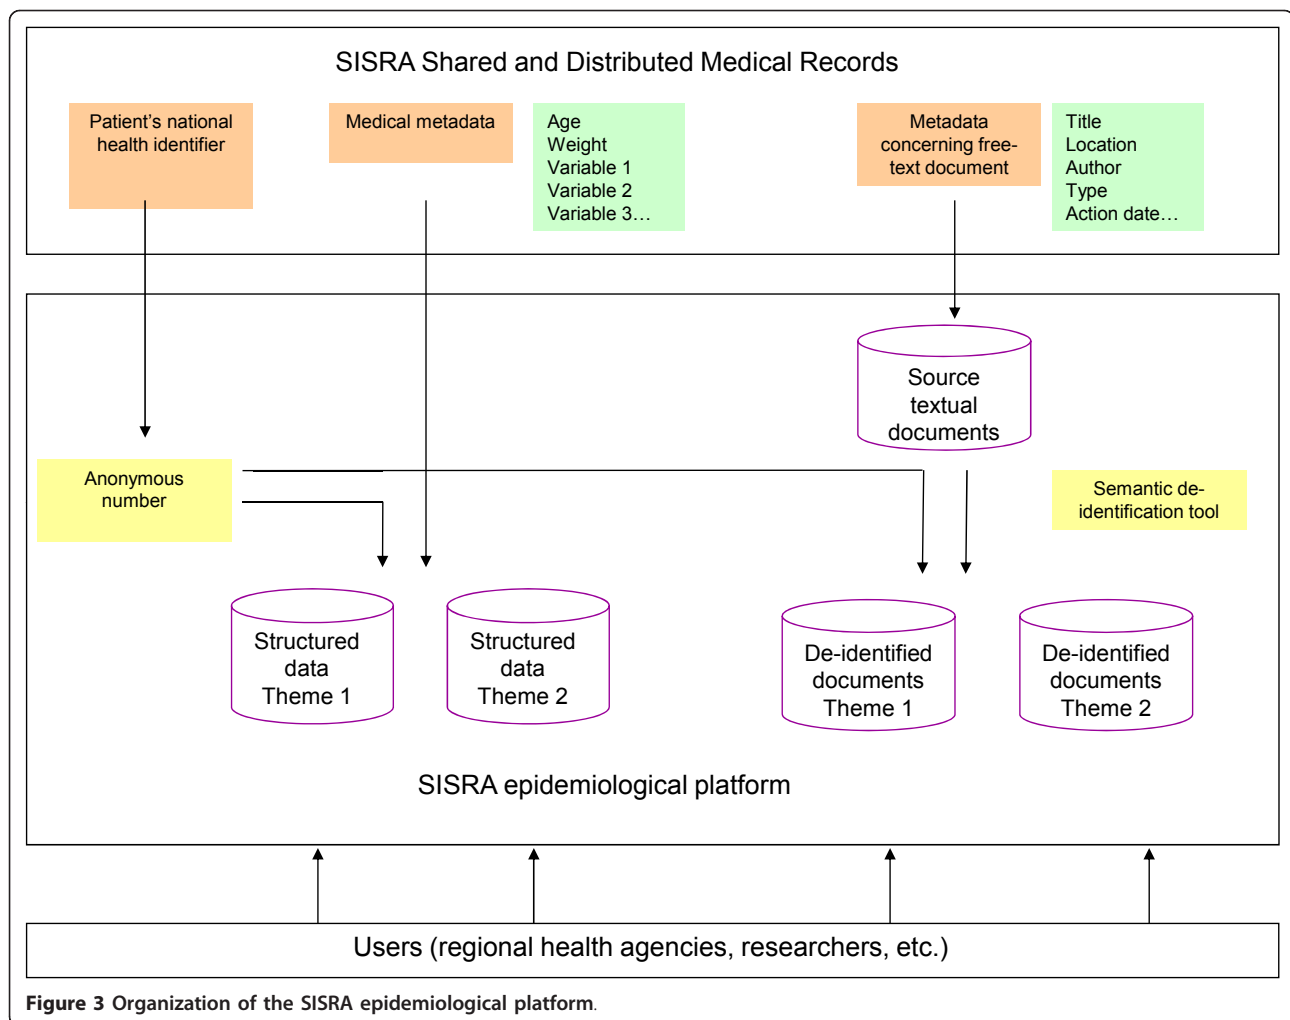 SISRA Shared and Distributed Medical Records
Patient's national
health identifier
Medical metadata
Age
Weight
Variable 1
Variable 2
Variable 3…
Metadata
concerning free-
text document
Title
Location
Author
Type
Action date…
Source
textual
documents
Anonymous
number
Semantic de-
identification tool
Structured
data
Theme 1
Structured
data
Theme 2
De-identified
documents
Theme 1
De-identified
documents
Theme 2
SISRA epidemiological platform
Users (regional health agencies, researchers, etc.)
Figure 3 Organization of the SISRA epidemiological platform.